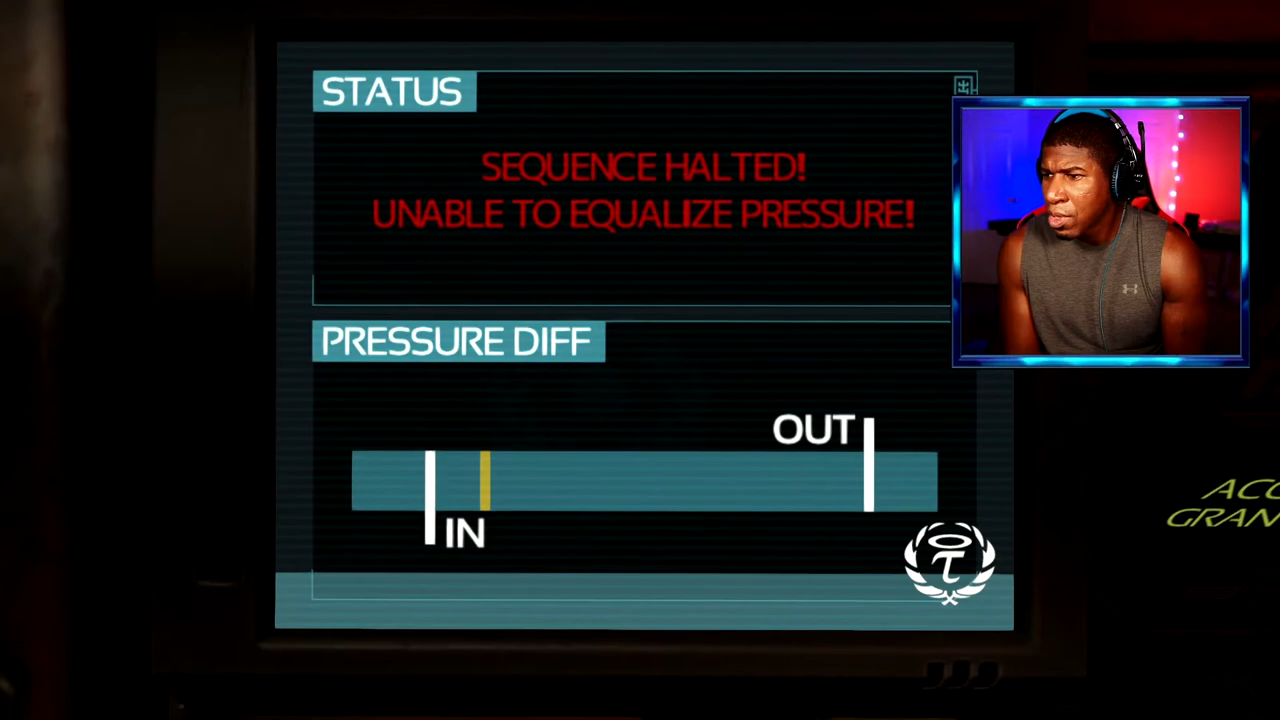 STATUS
SEQUENCE HALTED!
UNABLE TO EQUALIZE PRESSURE!
PRESSURE DIFF
OUT
IN